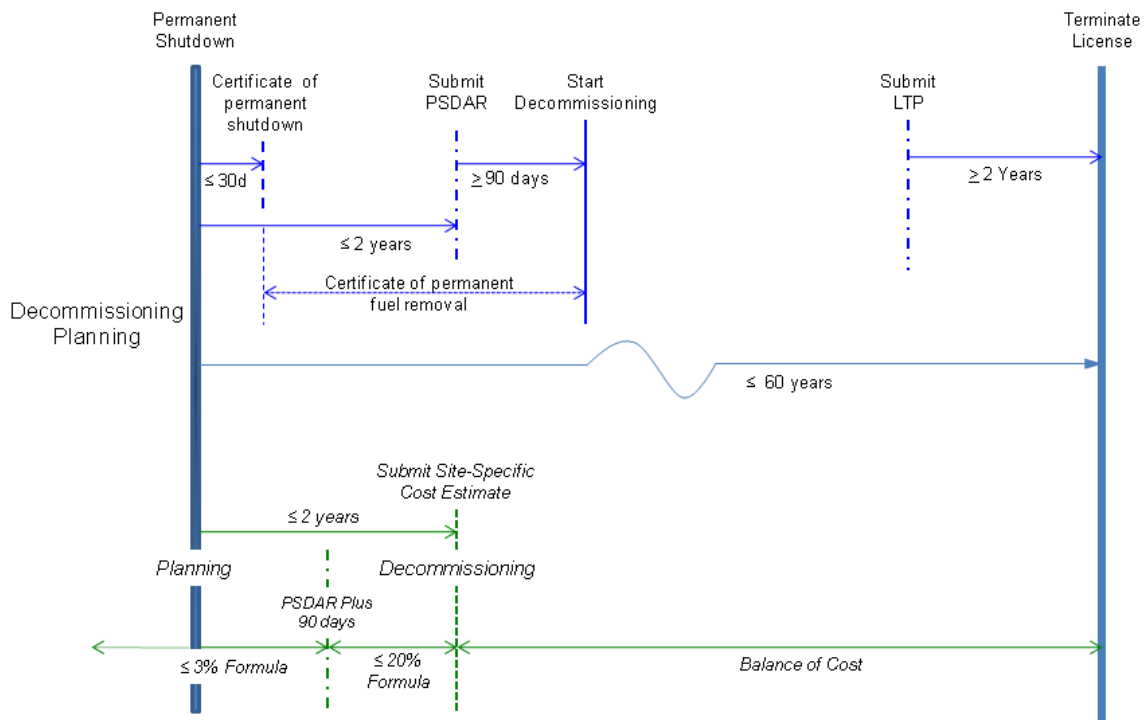 Permanent
Shutdown
Terminate
License
Certificate of
permanent
shutdown
Submit
PSDAR
Start
Decommissioning
Submit
LTP
≤ 30d
≥ 90 days
≥ 2 Years
≤ 2 years
Certificate of permanent
fuel removal
Decommissioning
Planning
≤ 60 years
Submit Site-Specific
Cost Estimate
≤ 2 years
Planning
Decommissioning
PSDAR Plus
90 days
≤ 3% Formula
≤ 20%
Formula
Balance of Cost